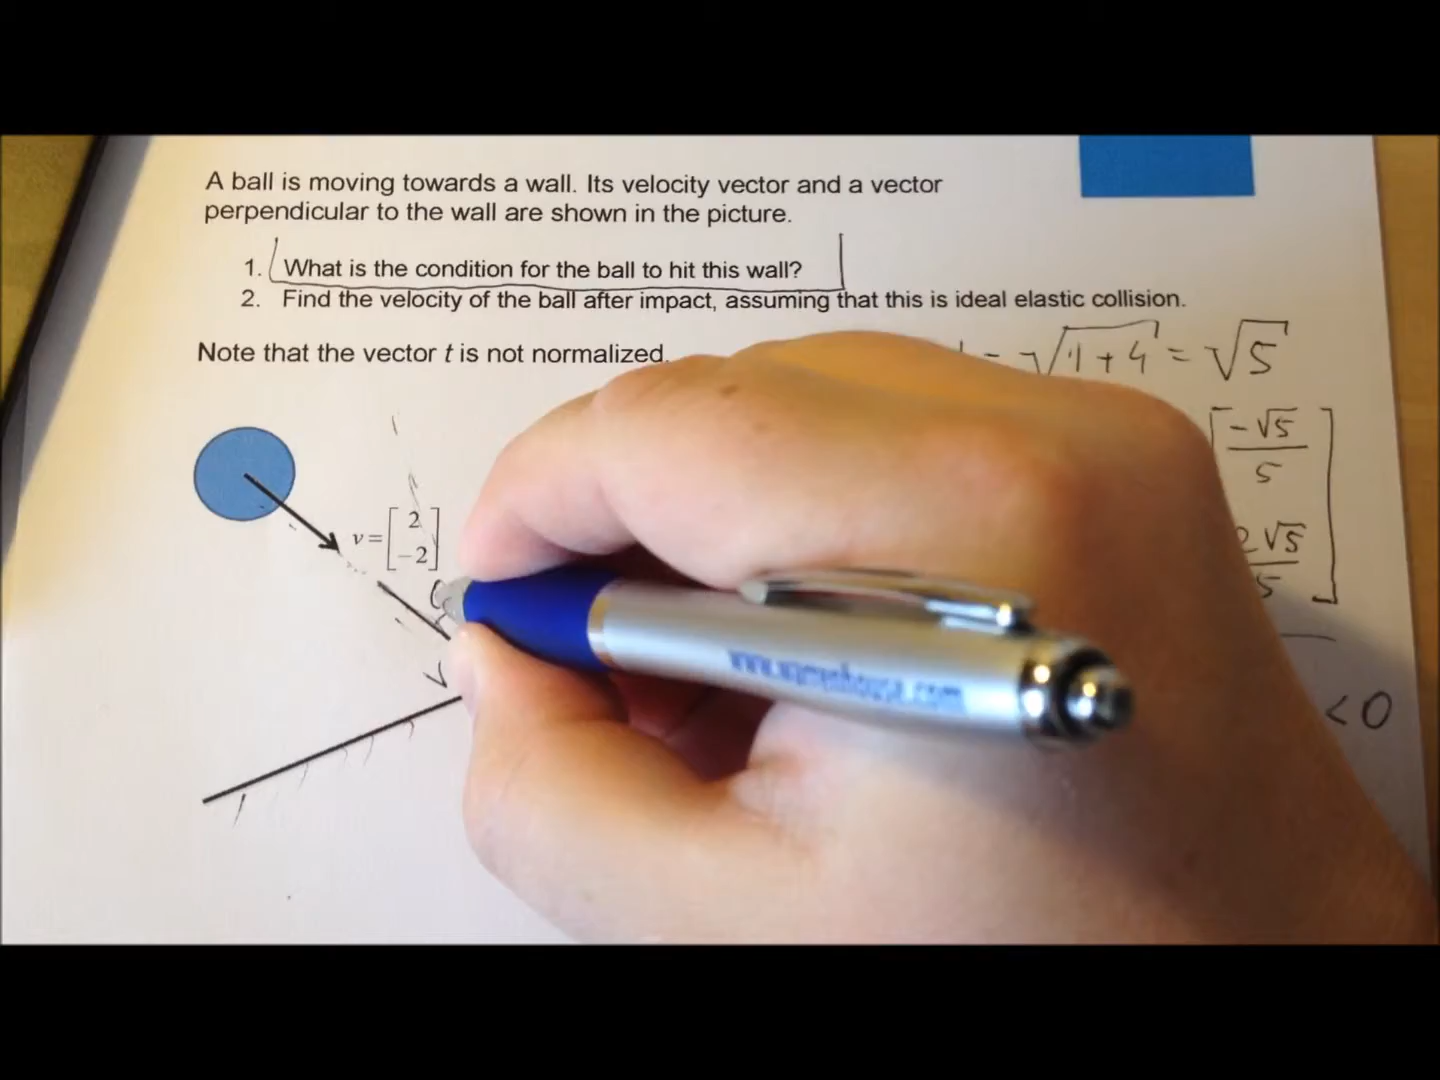 A ball is moving towards a wall. Its velocity vector and a vector
perpendicular to the wall are shown in the picture.
1. What is the condition for the ball to hit this wall?
2. Find the velocity of the ball after impact, assuming that this is ideal elastic collision.
Note that the vector t is not normalized.
= √1+4 = √5
-√5
5
v = [ 2
-2 ]
2√5
5
< 0